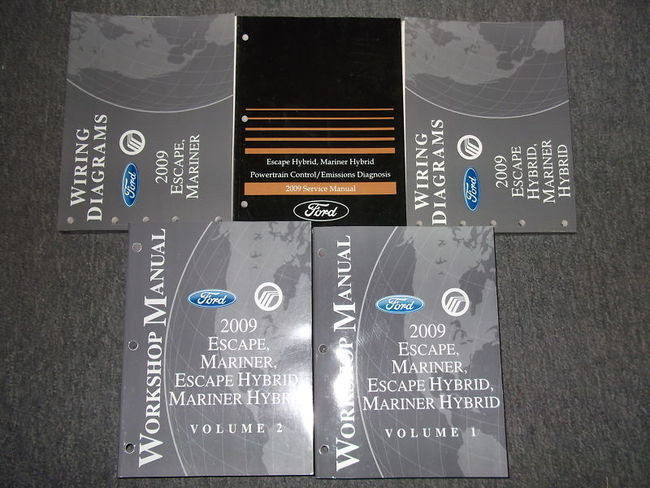 WIRING
DIAGRAMS
Ford
2009
ESCAPE,
MARINER
Escape Hybrid, Mariner Hybrid
Powertrain Control/Emissions Diagnosis
2009 Service Manual
Ford
WIRING
DIAGRAMS
Ford
2009
ESCAPE
HYBRID,
MARINER
HYBRID
WORKSHOP MANUAL
Ford
2009
ESCAPE,
MARINER,
ESCAPE HYBRID,
MARINER HYBRID
VOLUME 2
WORKSHOP MANUAL
Ford
2009
ESCAPE,
MARINER,
ESCAPE HYBRID,
MARINER HYBRID
VOLUME 1